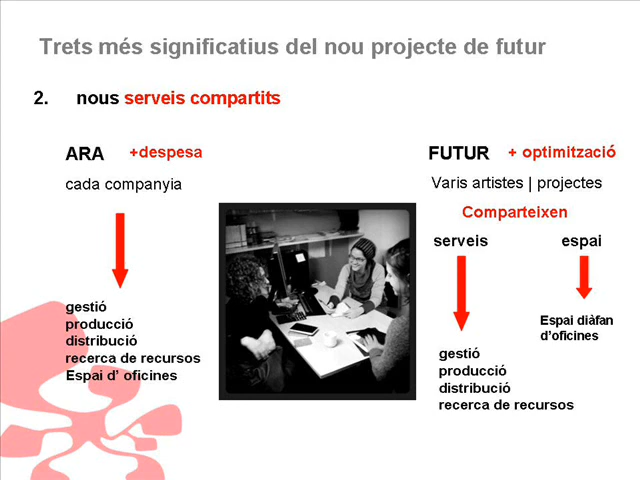 Trets més significatius del nou projecte de futur
2. nous serveis compartits
ARA +despesa
cada companyia
gestió
producció
distribució
recerca de recursos
Espai d' oficines
FUTUR + optimització
Varis artistes | projectes
Comparteixen
serveis espai
Espai diàfan
d'oficines
gestió
producció
distribució
recerca de recursos